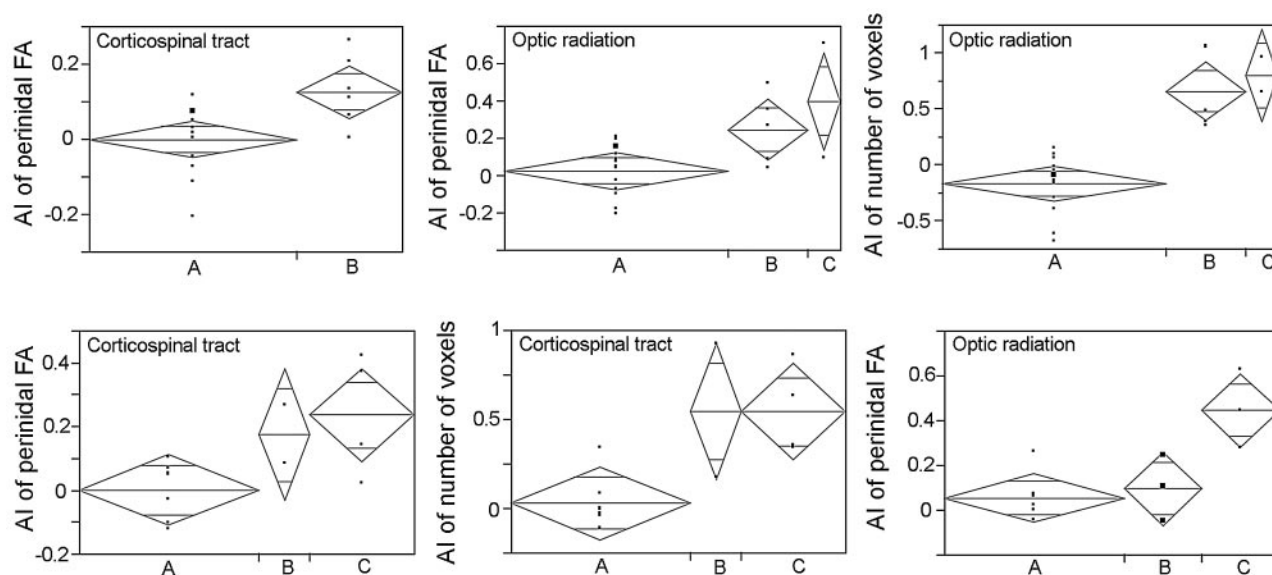 AI of perinidal FA
Corticospinal tract
0.2
0
-0.2
A
B
AI of perinidal FA
Optic radiation
0.6
0.4
0.2
0
-0.2
A
B
C
AI of number of voxels
Optic radiation
1
0.5
0
-0.5
A
B
C
AI of perinidal FA
Corticospinal tract
0.4
0.2
0
-0.2
A
B
C
AI of number of voxels
Corticospinal tract
1
0.5
0
A
B
C
AI of perinidal FA
Optic radiation
0.6
0.4
0.2
0
A
B
C